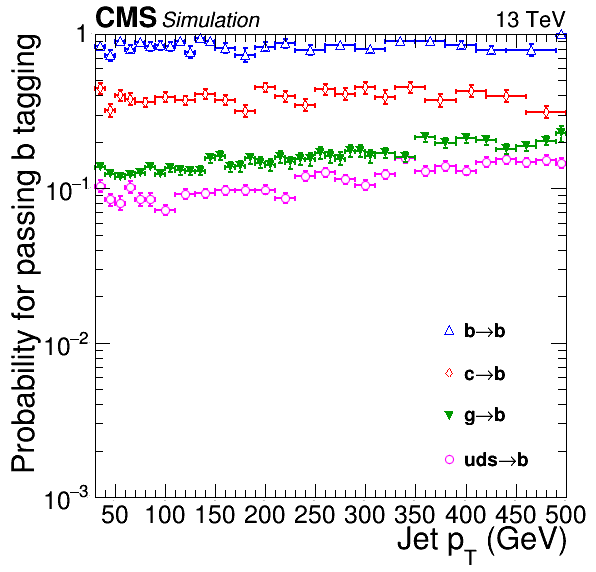 CMS Simulation 13 TeV
Probability for passing b tagging
1
10⁻¹
10⁻²
10⁻³
b→b
c→b
g→b
uds→b
50 100 150 200 250 300 350 400 450 500
Jet p_T (GeV)